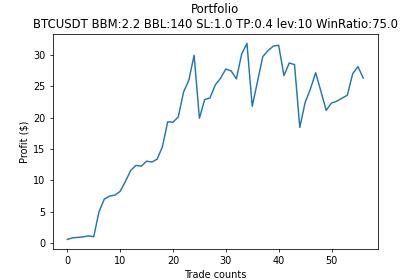 Portfolio
BTCUSDT BBM:2.2 BBL:140 SL:1.0 TP:0.4 lev:10 WinRatio:75.0
Profit ($)
30
25
20
15
10
5
0
0 10 20 30 40 50
Trade counts